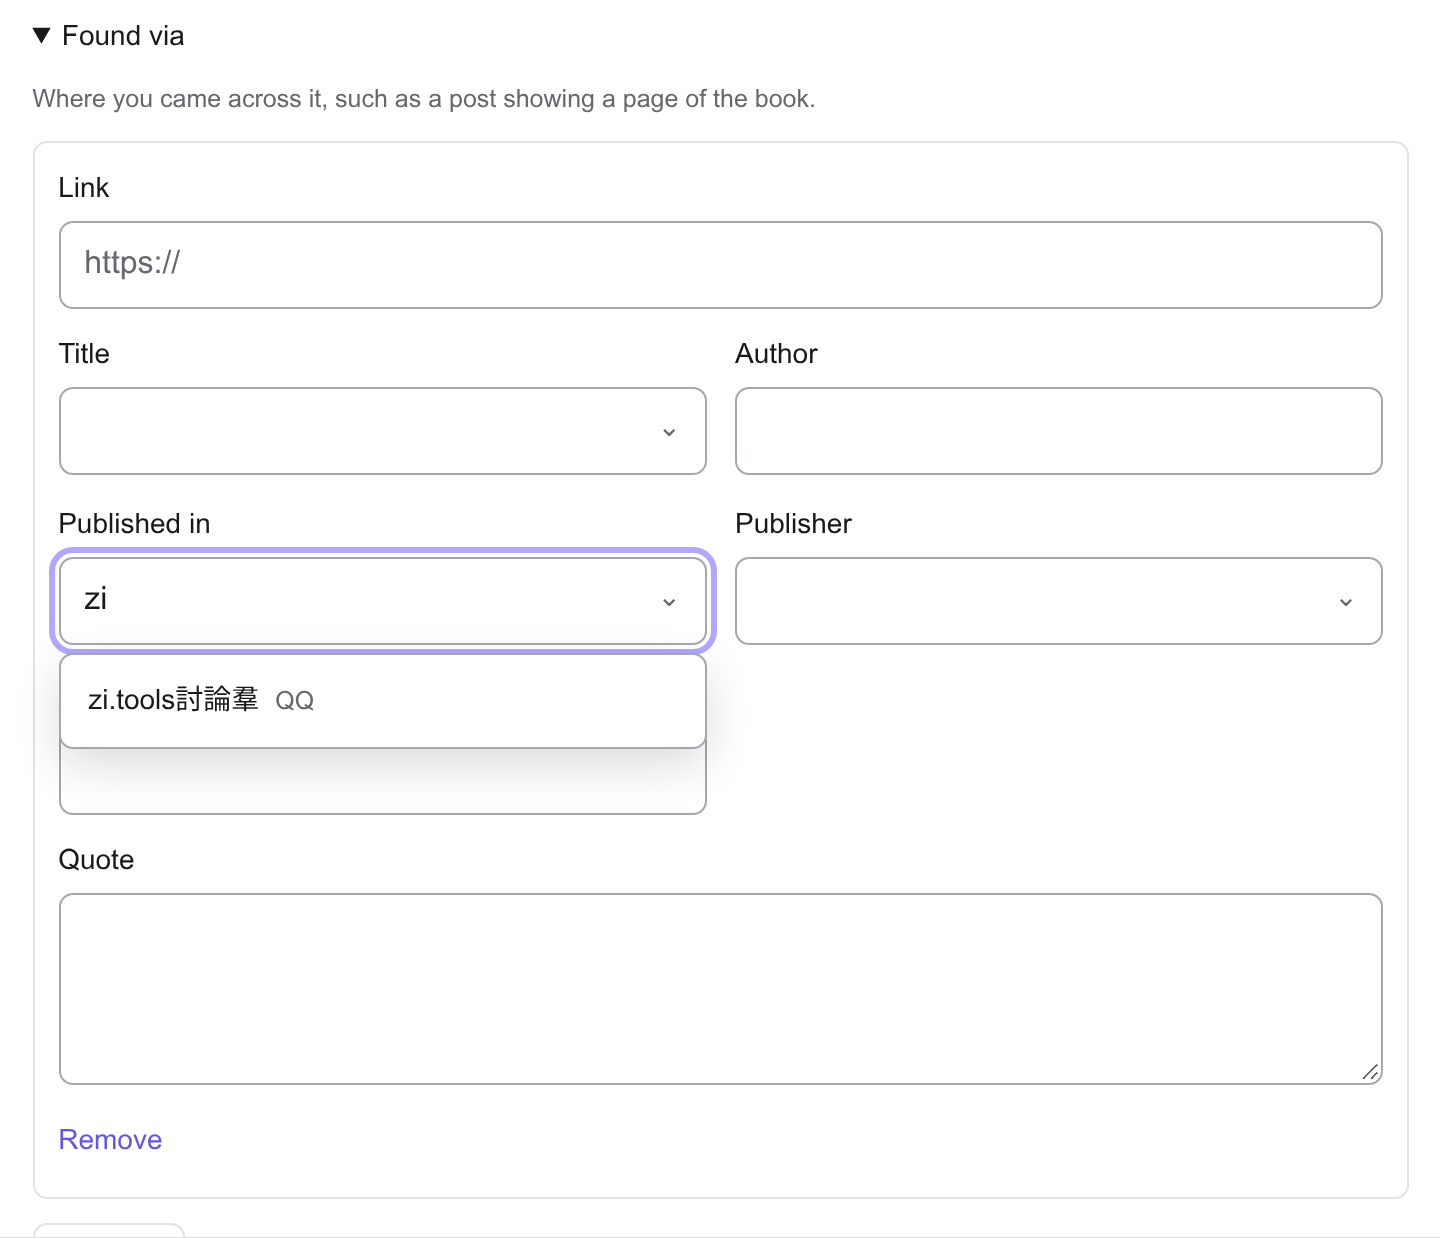 Found via
Where you came across it, such as a post showing a page of the book.
Link
https://
Title
Author
Published in
Publisher
zi
zi.tools討論羣 QQ
Quote
Remove